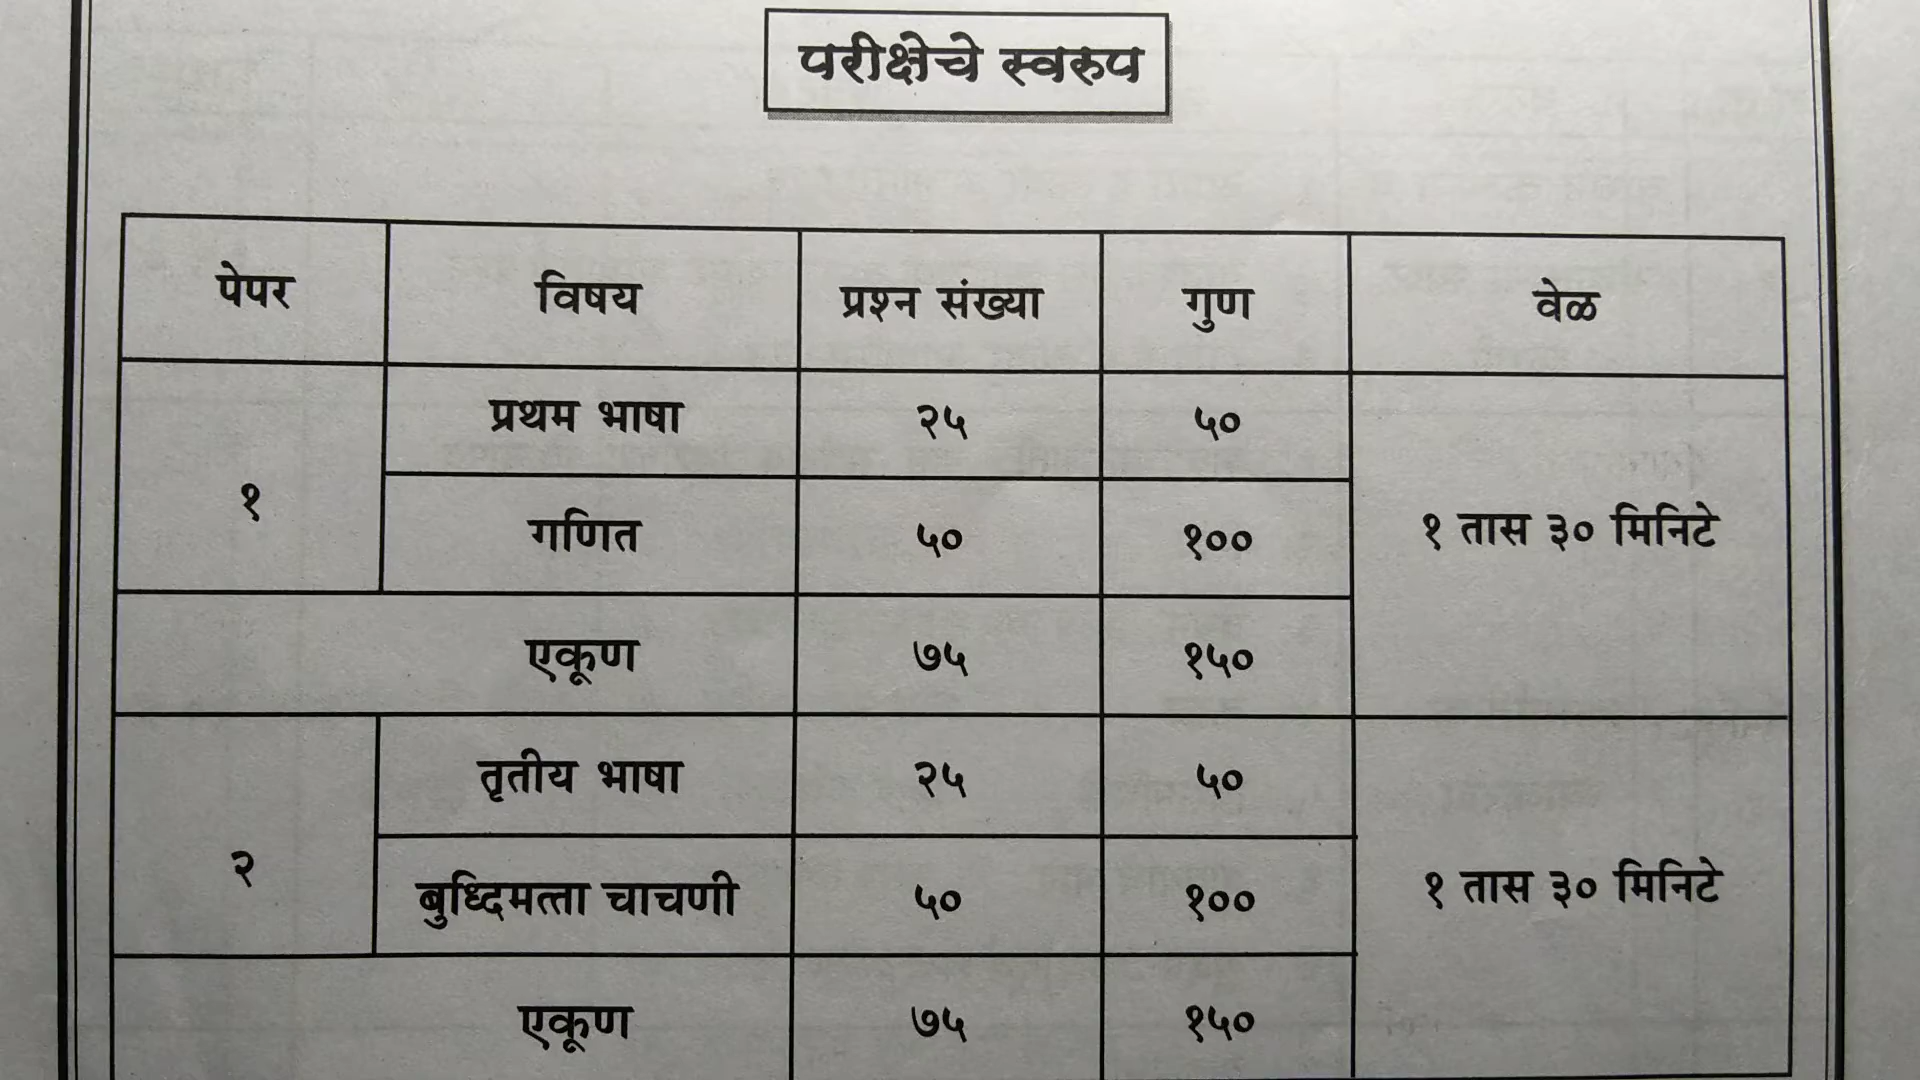 परीक्षेचे स्वरुप
पेपर विषय प्रश्न संख्या गुण वेळ
प्रथम भाषा २५ ५०
१ गणित ५० १०० १ तास ३० मिनिटे
एकूण ७५ १५०
तृतीय भाषा २५ ५०
२ बुध्दिमत्ता चाचणी ५० १०० १ तास ३० मिनिटे
एकूण ७५ १५०